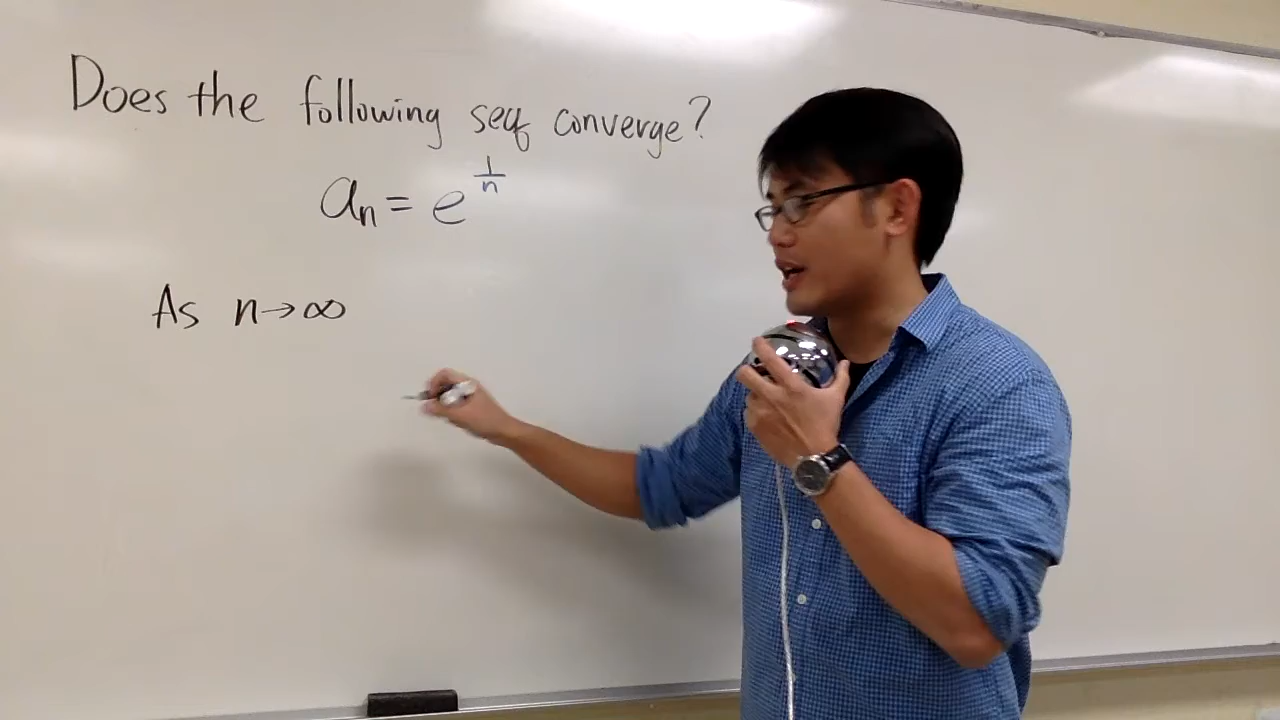 Does the following seq converge?
aₙ = e^(1/n)
As n→∞